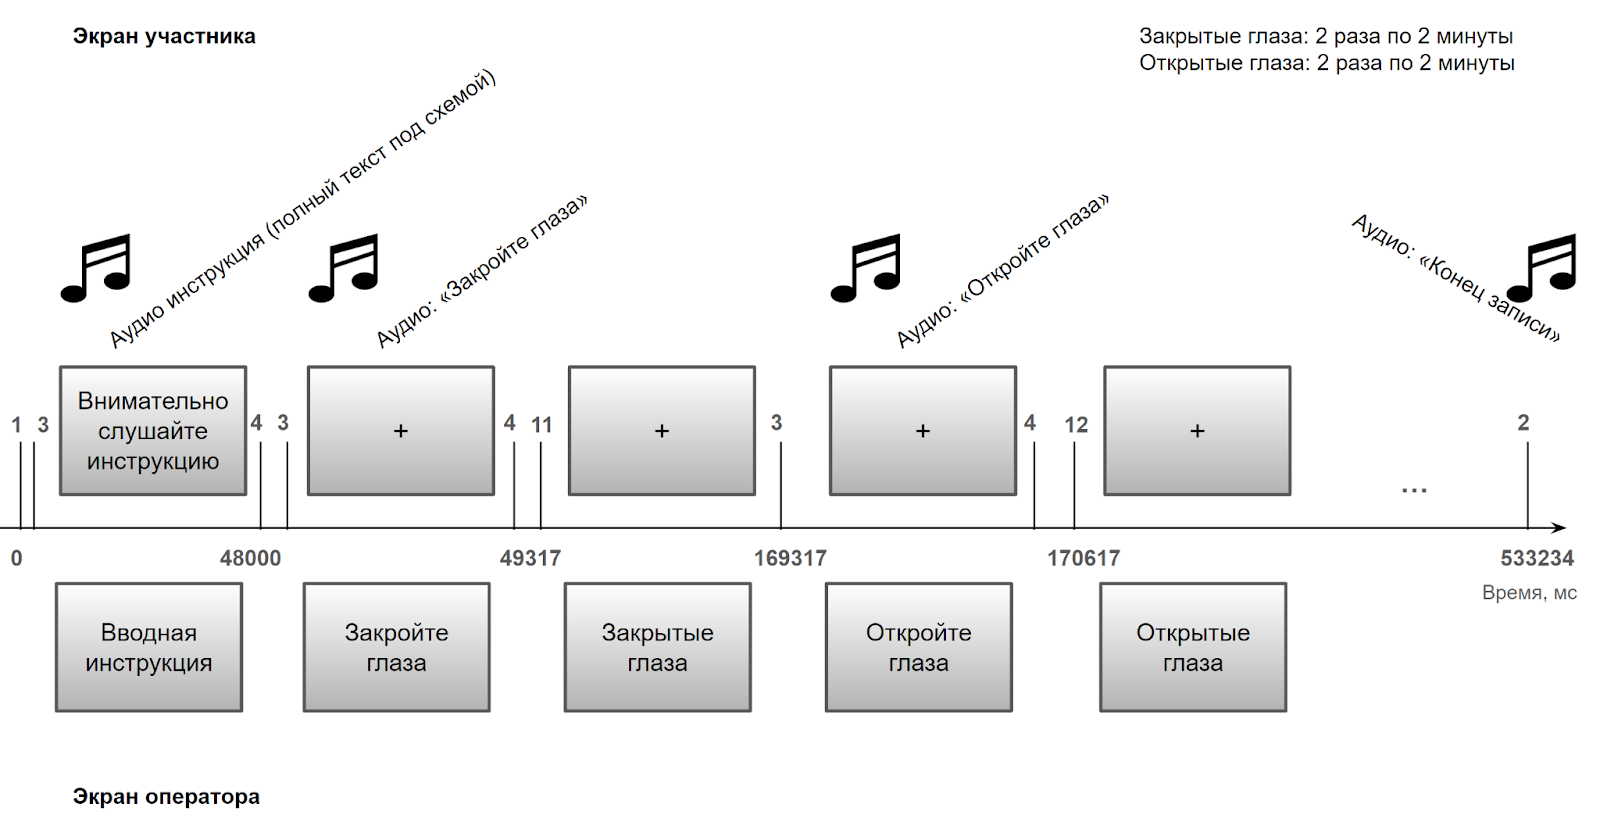 Экран участника
Закрытые глаза: 2 раза по 2 минуты
Открытые глаза: 2 раза по 2 минуты
Аудио инструкция (полный текст под схемой)
Аудио: «Закройте глаза»
Аудио: «Откройте глаза»
Аудио: «Конец записи»
Внимательно
слушайте
инструкцию
+
+
+
+
1 3 4 3 4 11 3 4 12 2
...
0 48000 49317 169317 170617 533234
Время, мс
Вводная
инструкция
Закройте
глаза
Закрытые
глаза
Откройте
глаза
Открытые
глаза
Экран оператора